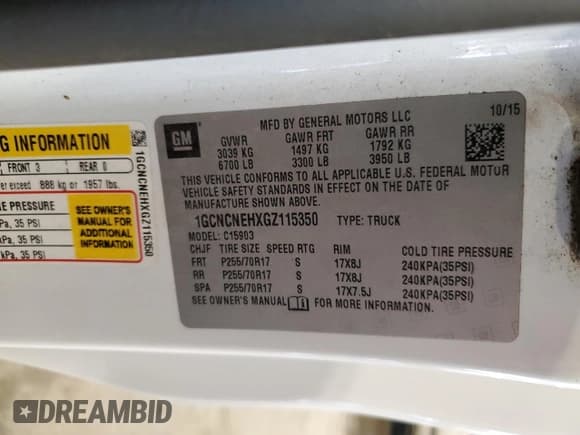 G INFORMATION
FRONT 3 REAR 0
exceed 888 kg or 1957 lbs.
RE PRESSURE
kPa, 35 PSI
kPa, 35 PSI
kPa, 35 PSI
SEE OWNER'S
MANUAL FOR
ADDITIONAL
INFORMATION
1GCNCNEHXGZ115350
GM
MFD BY GENERAL MOTORS LLC
10/15
GVWR GAWR FRT GAWR RR
3039 KG 1497 KG 1792 KG
6700 LB 3300 LB 3950 LB
THIS VEHICLE CONFORMS TO ALL APPLICABLE U.S. FEDERAL MOTOR
VEHICLE SAFETY STANDARDS IN EFFECT ON THE DATE OF
MANUFACTURE SHOWN ABOVE.
1GCNCNEHXGZ115350 TYPE: TRUCK
MODEL: C15903
CHJF TIRE SIZE SPEED RTG RIM COLD TIRE PRESSURE
FRT P255/70R17 S 17X8J 240KPA(35PSI)
RR P255/70R17 S 17X8J 240KPA(35PSI)
SPA P255/70R17 S 17X7.5J 240KPA(35PSI)
SEE OWNER'S MANUAL FOR MORE INFORMATION.
DREAMBID